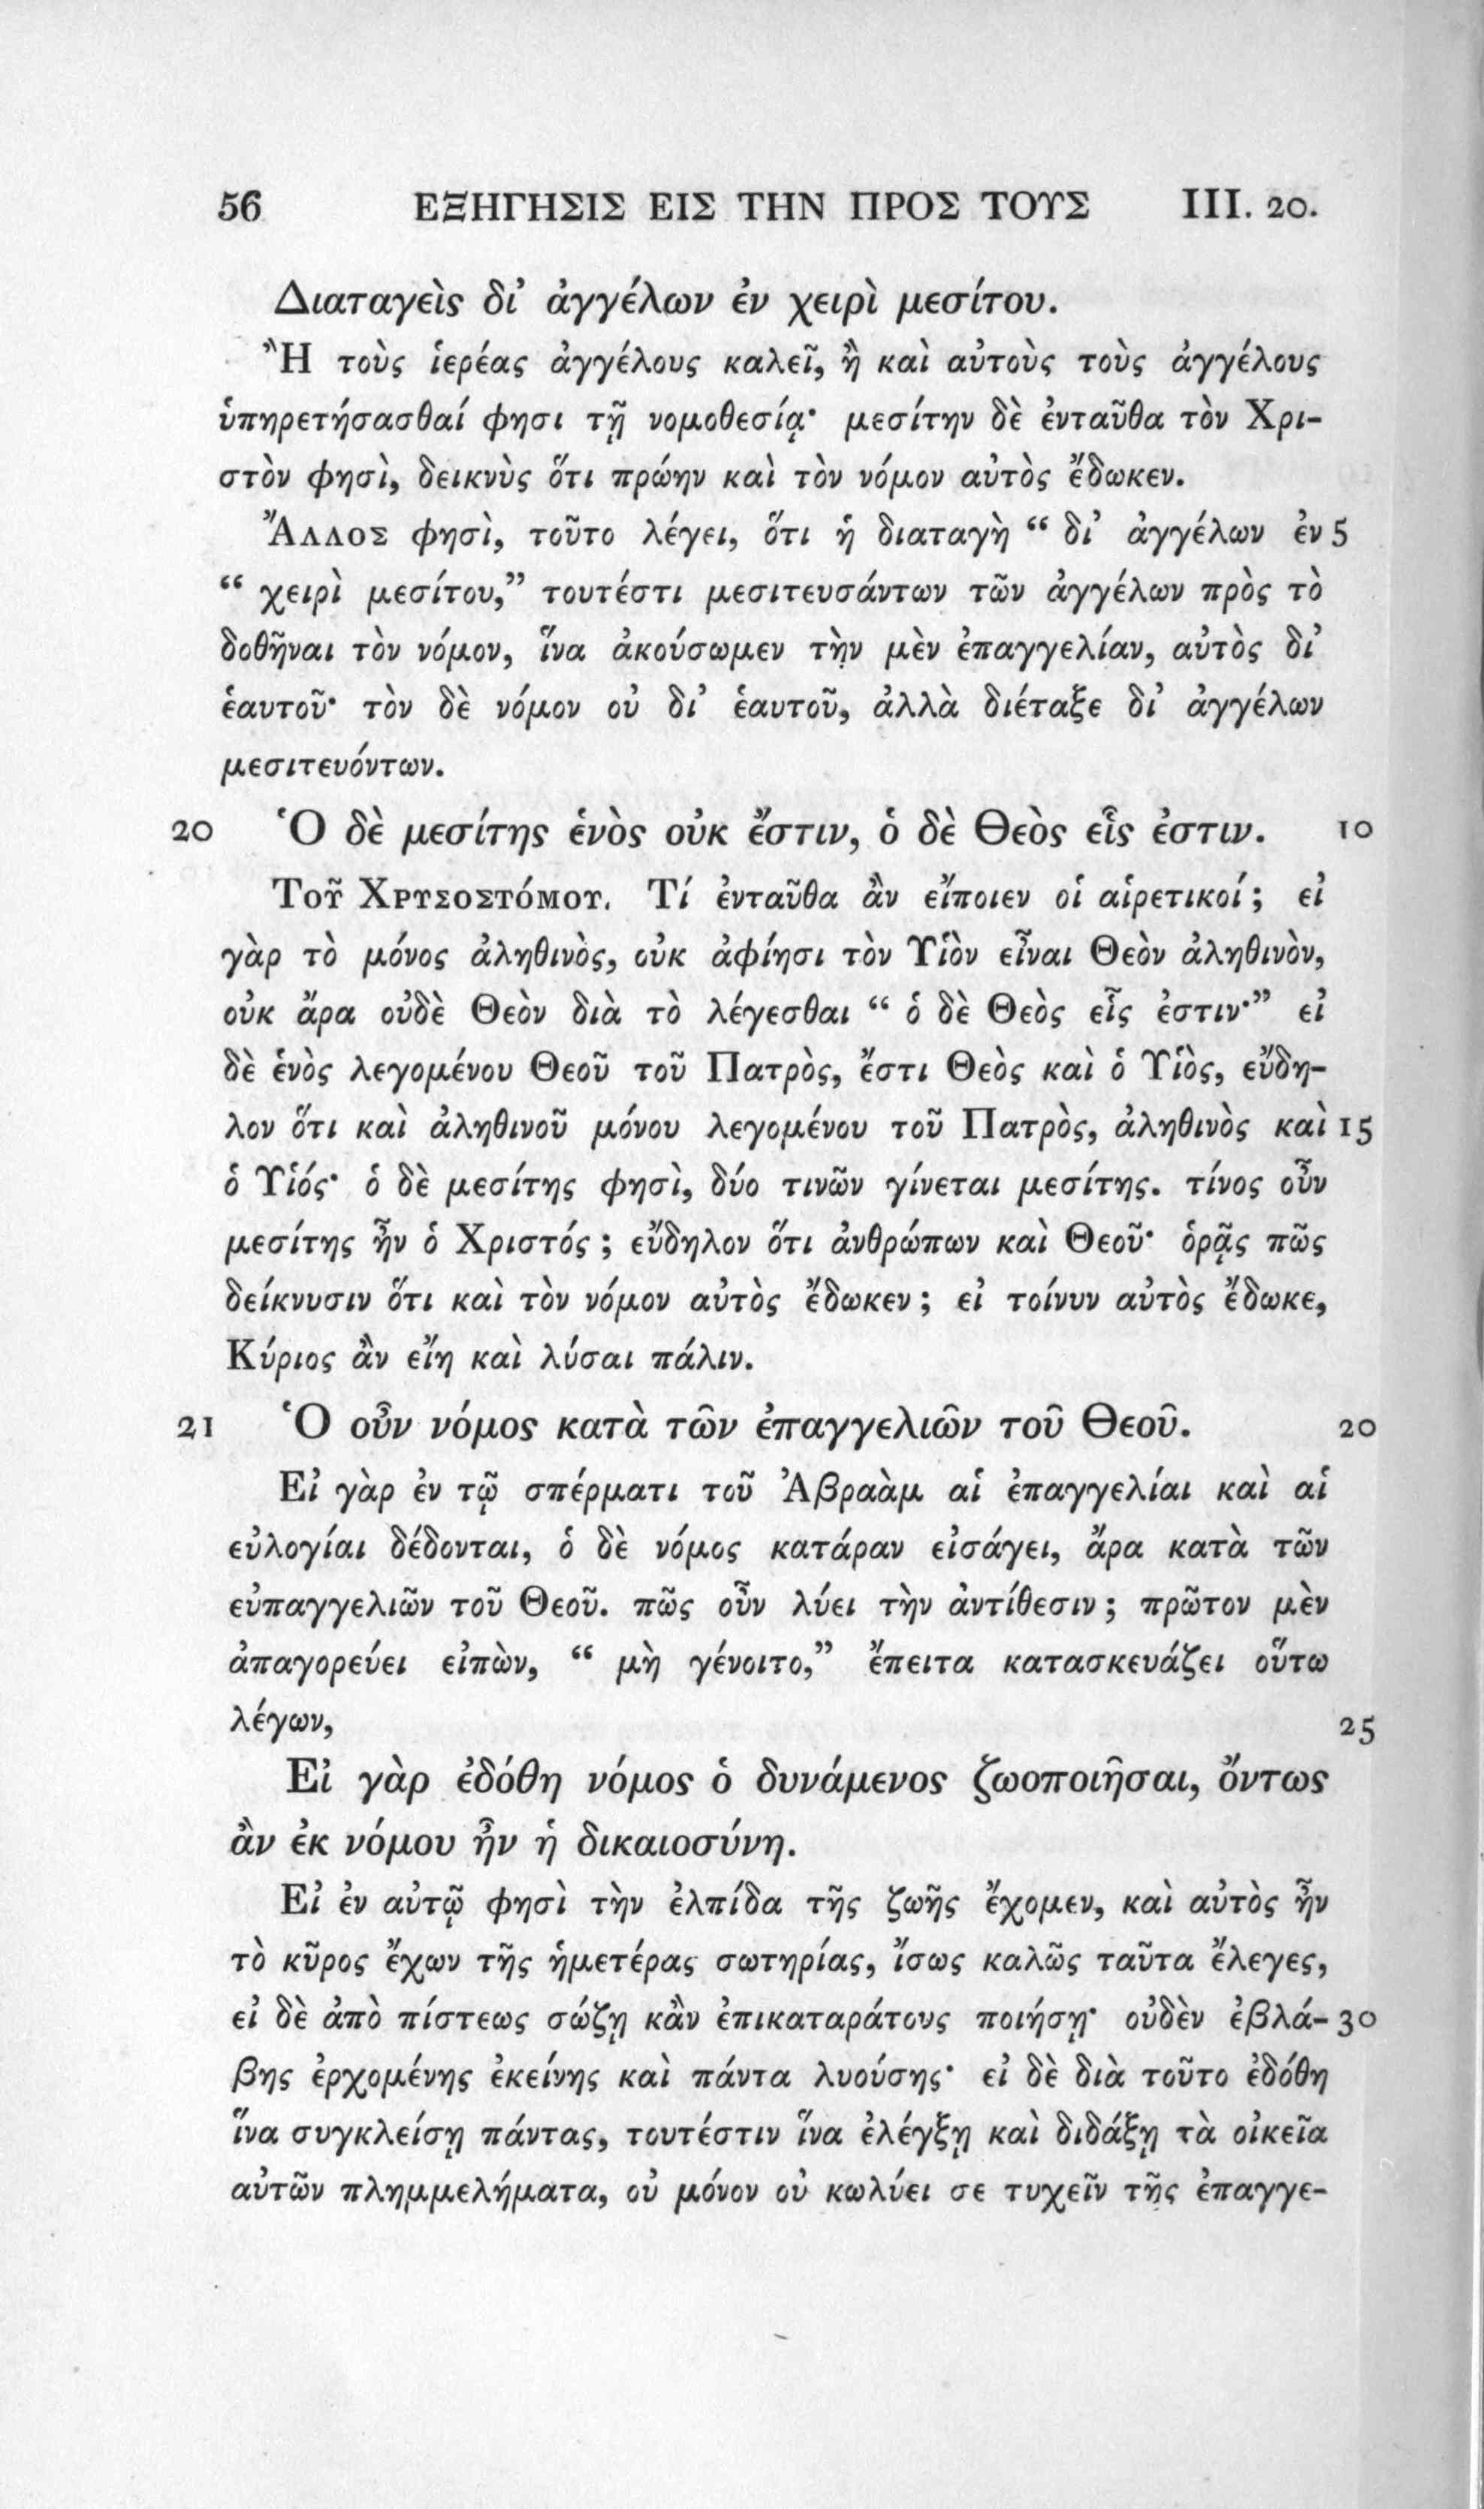 56 ΕΞΗΓΗΣΙΣ ΕΙΣ ΤΗΝ ΠΡΟΣ ΤΟΥΣ III. 20.
Διαταγεὶς δι’ ἀγγέλων ἐν χειρὶ μεσίτου.
Ἢ τοὺς ἱερέας ἀγγέλους καλεῖ, ἢ καὶ αὐτοὺς τοὺς ἀγγέλους
ὑπηρετήσασθαί φησι τῇ νομοθεσίᾳ· μεσίτην δὲ ἐνταῦθα τὸν Χρι-
στὸν φησὶ, δεικνὺς ὅτι πρώην καὶ τὸν νόμον αὐτὸς ἔδωκεν.
Ἄλλος φησὶ, τοῦτο λέγει, ὅτι ἡ διαταγὴ “ δι’ ἀγγέλων ἐν 5
“ χειρὶ μεσίτου,” τουτέστι μεσιτευσάντων τῶν ἀγγέλων πρὸς τὸ
δοθῆναι τὸν νόμον, ἵνα ἀκούσωμεν τὴν μὲν ἐπαγγελίαν, αὐτὸς δι’
ἑαυτοῦ· τὸν δὲ νόμον οὐ δι’ ἑαυτοῦ, ἀλλὰ διέταξε δι’ ἀγγέλων
μεσιτευόντων.
20 Ὁ δὲ μεσίτης ἑνὸς οὐκ ἔστιν, ὁ δὲ Θεὸς εἷς ἐστιν. 10
Τοῦ Χρυσοστόμου. Τί ἐνταῦθα ἂν εἴποιεν οἱ αἱρετικοί; εἰ
γὰρ τὸ μόνος ἀληθινὸς, οὐκ ἀφίησι τὸν Υἱὸν εἶναι Θεὸν ἀληθινὸν,
οὐκ ἄρα οὐδὲ Θεὸν διὰ τὸ λέγεσθαι “ ὁ δὲ Θεὸς εἷς ἐστιν·” εἰ
δὲ ἑνὸς λεγομένου Θεοῦ τοῦ Πατρὸς, ἔστι Θεὸς καὶ ὁ Υἱὸς, εὔδη-
λον ὅτι καὶ ἀληθινοῦ μόνου λεγομένου τοῦ Πατρὸς, ἀληθινὸς καὶ 15
ὁ Υἱός· ὁ δὲ μεσίτης φησὶ, δύο τινῶν γίνεται μεσίτης. τίνος οὖν
μεσίτης ἦν ὁ Χριστός; εὔδηλον ὅτι ἀνθρώπων καὶ Θεοῦ· ὁρᾷς πῶς
δείκνυσιν ὅτι καὶ τὸν νόμον αὐτὸς ἔδωκεν; εἰ τοίνυν αὐτὸς ἔδωκε,
Κύριος ἂν εἴη καὶ λύσαι πάλιν.
21 Ὁ οὖν νόμος κατὰ τῶν ἐπαγγελιῶν τοῦ Θεοῦ. 20
Εἰ γὰρ ἐν τῷ σπέρματι τοῦ Ἀβραὰμ αἱ ἐπαγγελίαι καὶ αἱ
εὐλογίαι δέδονται, ὁ δὲ νόμος κατάραν εἰσάγει, ἄρα κατὰ τῶν
εὐπαγγελιῶν τοῦ Θεοῦ. πῶς οὖν λύει τὴν ἀντίθεσιν; πρῶτον μὲν
ἀπαγορεύει εἰπὼν, “ μὴ γένοιτο,” ἔπειτα κατασκευάζει οὕτω
λέγων, 25
Εἰ γὰρ ἐδόθη νόμος ὁ δυνάμενος ζωοποιῆσαι, ὄντως
ἂν ἐκ νόμου ἦν ἡ δικαιοσύνη.
Εἰ ἐν αὐτῷ φησὶ τὴν ἐλπίδα τῆς ζωῆς ἔχομεν, καὶ αὐτὸς ἦν
τὸ κῦρος ἔχων τῆς ἡμετέρας σωτηρίας, ἴσως καλῶς ταῦτα ἔλεγες,
εἰ δὲ ἀπὸ πίστεως σώζῃ κἂν ἐπικαταράτους ποιήσῃ· οὐδὲν ἐβλά- 30
βης ἐρχομένης ἐκείνης καὶ πάντα λυούσης· εἰ δὲ διὰ τοῦτο ἐδόθη
ἵνα συγκλείσῃ πάντας, τουτέστιν ἵνα ἐλέγξῃ καὶ διδάξῃ τὰ οἰκεῖα
αὐτῶν πλημμελήματα, οὐ μόνον οὐ κωλύει σε τυχεῖν τῆς ἐπαγγε-